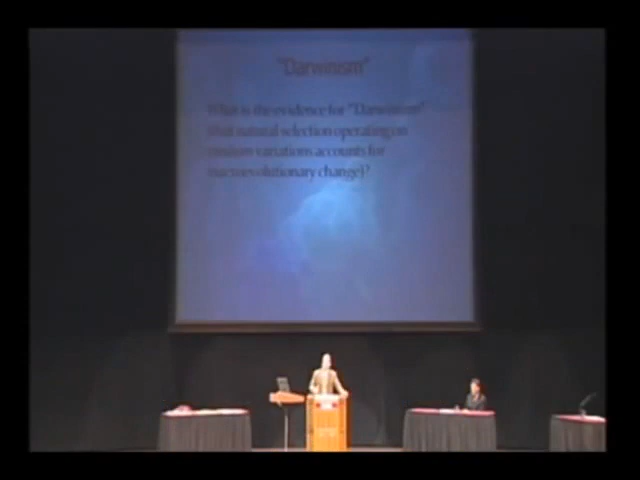 "Darwinism"
What is the evidence for "Darwinism"
that natural selection operating on
random variations accounts for
macroevolutionary change)?